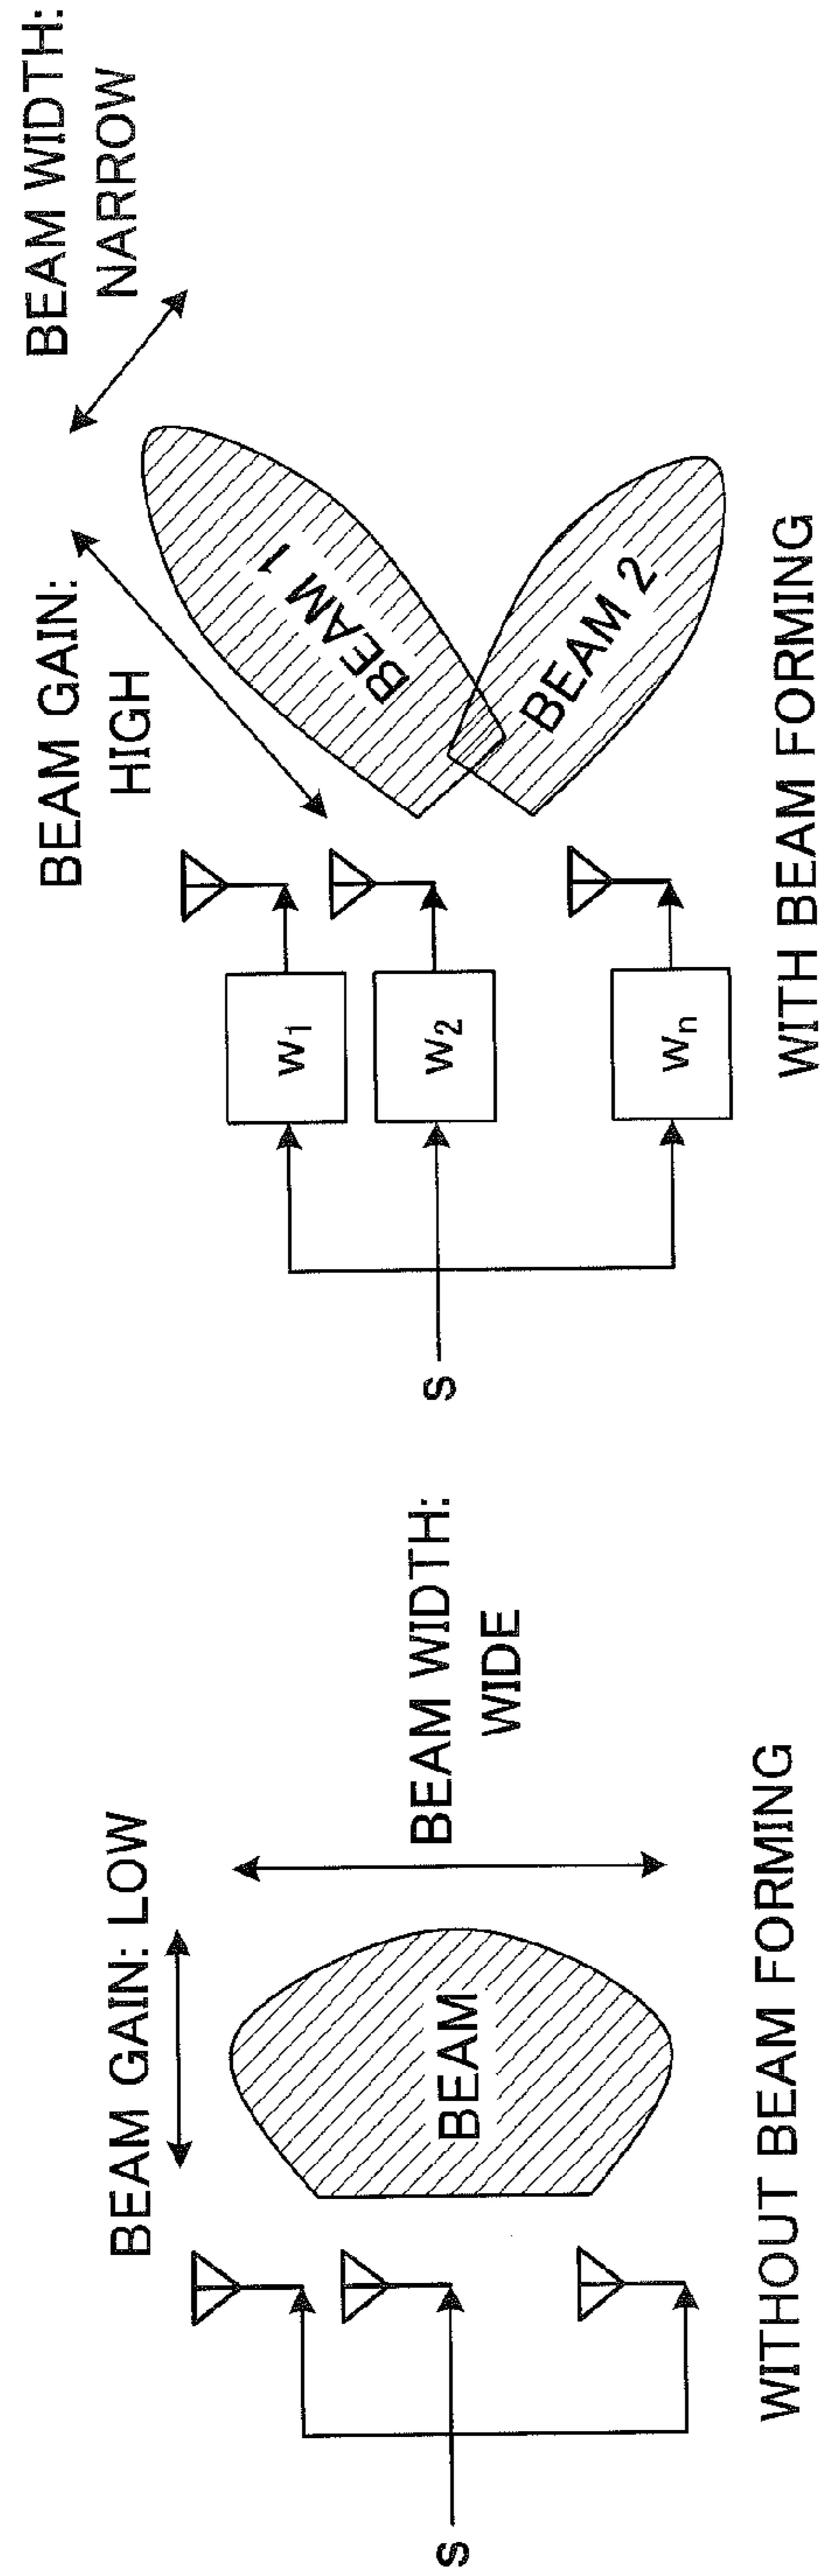 BEAM GAIN: LOW
BEAM WIDTH:
WIDE
BEAM
S
WITHOUT BEAM FORMING
BEAM GAIN:
HIGH
BEAM WIDTH:
NARROW
BEAM 1
BEAM 2
S
w1
w2
wn
WITH BEAM FORMING